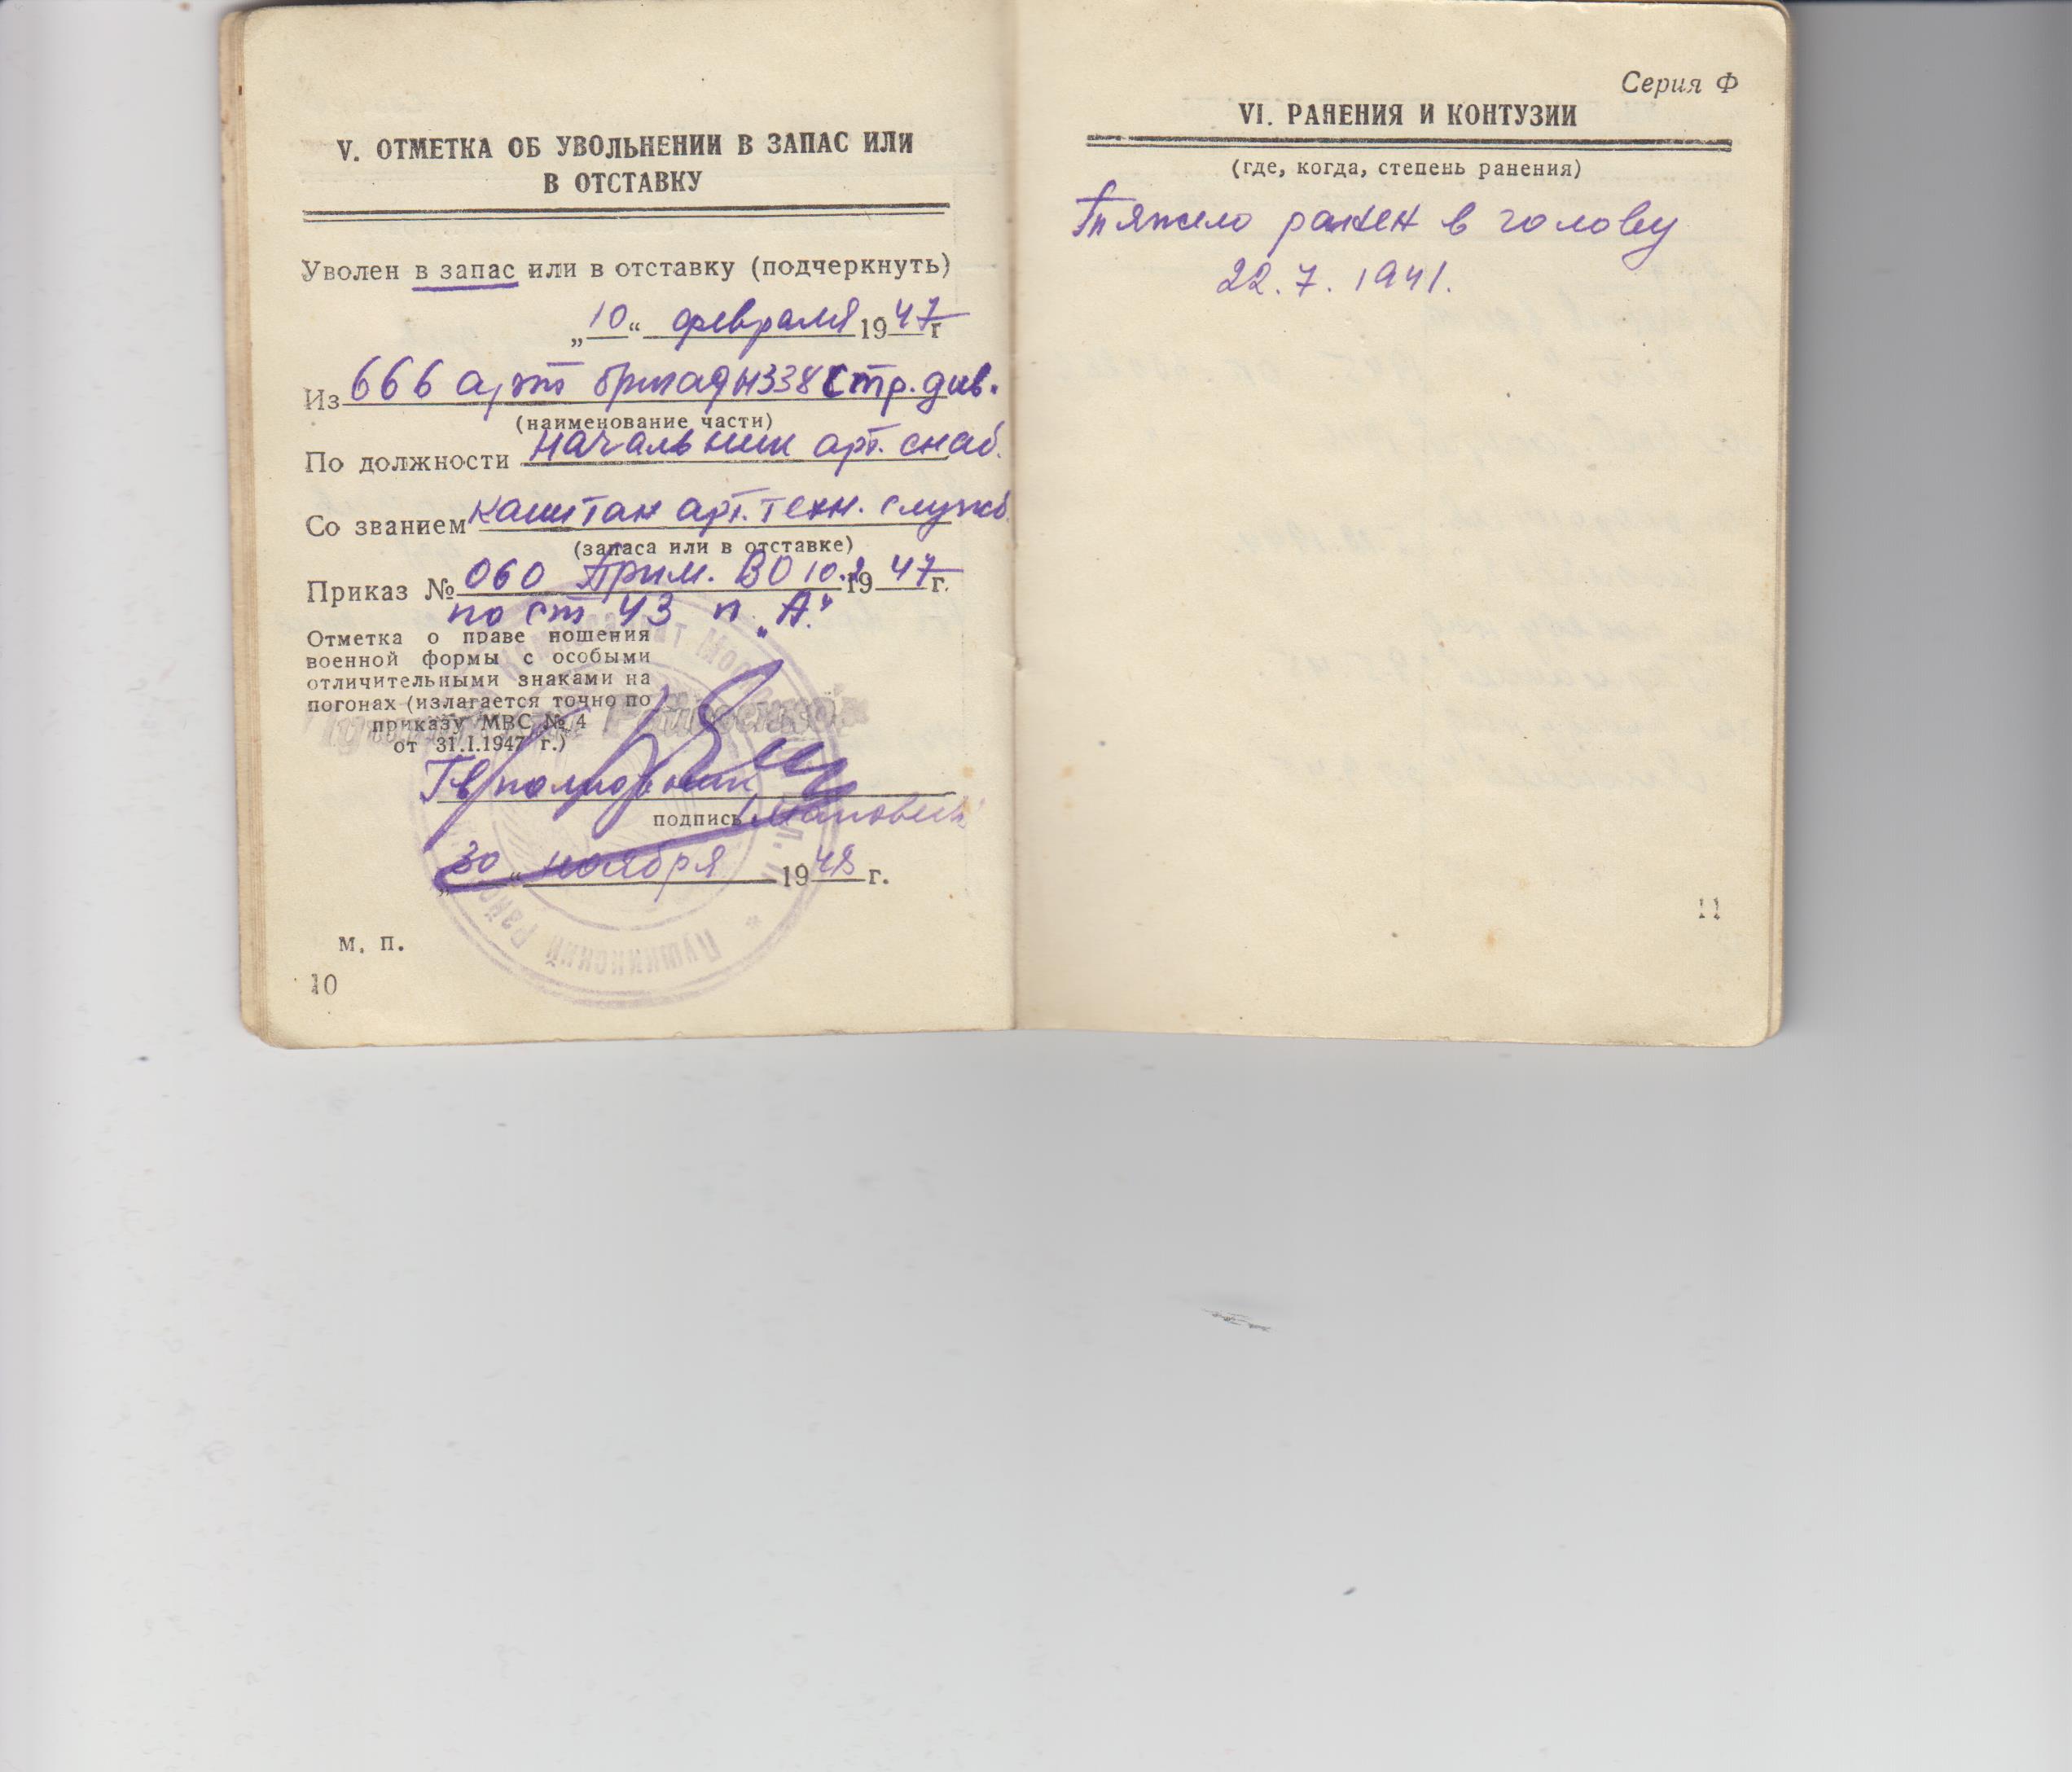 V. ОТМЕТКА ОБ УВОЛЬНЕНИИ В ЗАПАС ИЛИ
В ОТСТАВКУ
Уволен в запас или в отставку (подчеркнуть)
„10“ февраля 1947 г
Из 666 арт бригады 338 стр. див.
(наименование части)
По должности начальник арт. снаб.
Со званием капитан арт. техн. служб.
(запаса или в отставке)
Приказ № 060 Прим. ВО 10.2 1947 г.
по ст 43 п. „А“
Отметка о праве ношения
военной формы с особыми
отличительными знаками на
погонах (излагается точно по
приказу МВС № 4
от 31.I.1947 г.)
Гв полковник
подпись
„30“ ноября 1948 г.
м. п.
10
Серия Ф
VI. РАНЕНИЯ И КОНТУЗИИ
(где, когда, степень ранения)
Тяжело ранен в голову
22.7.1941.
11